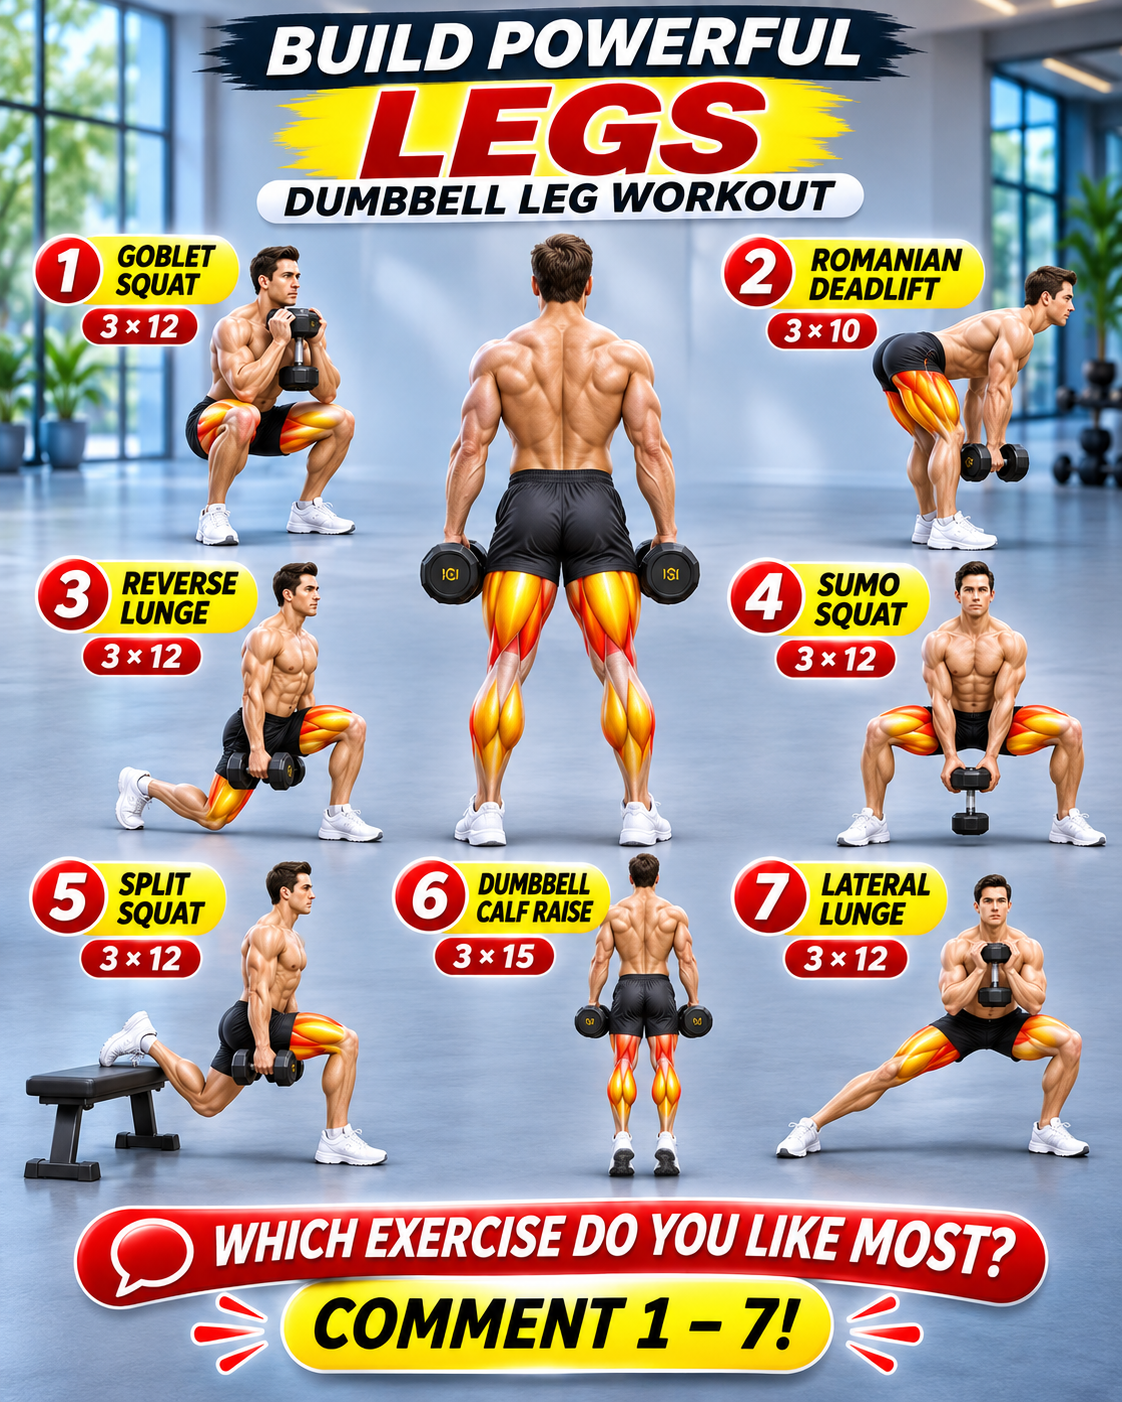 BUILD POWERFUL
LEGS
DUMBBELL LEG WORKOUT
1
GOBLET
SQUAT
3 × 12
2
ROMANIAN
DEADLIFT
3 × 10
3
REVERSE
LUNGE
3 × 12
4
SUMO
SQUAT
3 × 12
5
SPLIT
SQUAT
3 × 12
6
DUMBBELL
CALF RAISE
3 × 15
7
LATERAL
LUNGE
3 × 12
WHICH EXERCISE DO YOU LIKE MOST?
COMMENT 1 – 7!